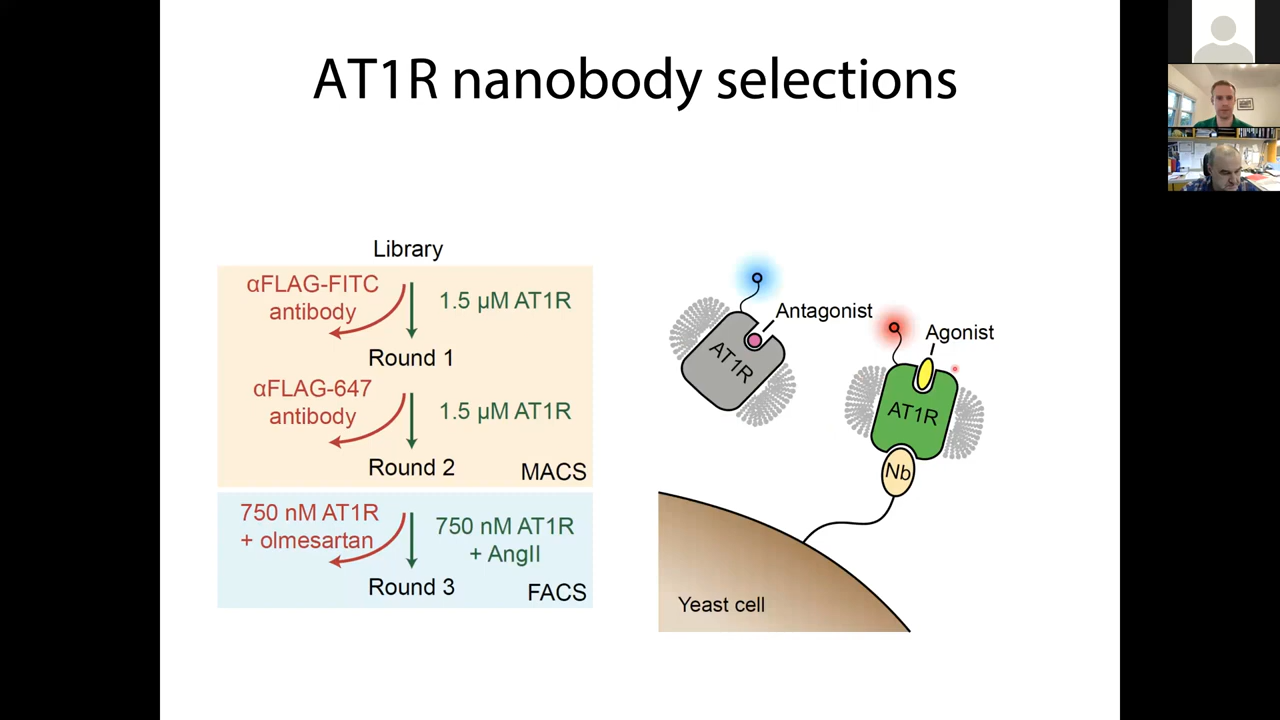 AT1R nanobody selections
Library
αFLAG-FITC
antibody
1.5 µM AT1R
Round 1
αFLAG-647
antibody
1.5 µM AT1R
Round 2
MACS
750 nM AT1R
+ olmesartan
750 nM AT1R
+ AngII
Round 3
FACS
Antagonist
AT1R
Agonist
AT1R
Nb
Yeast cell